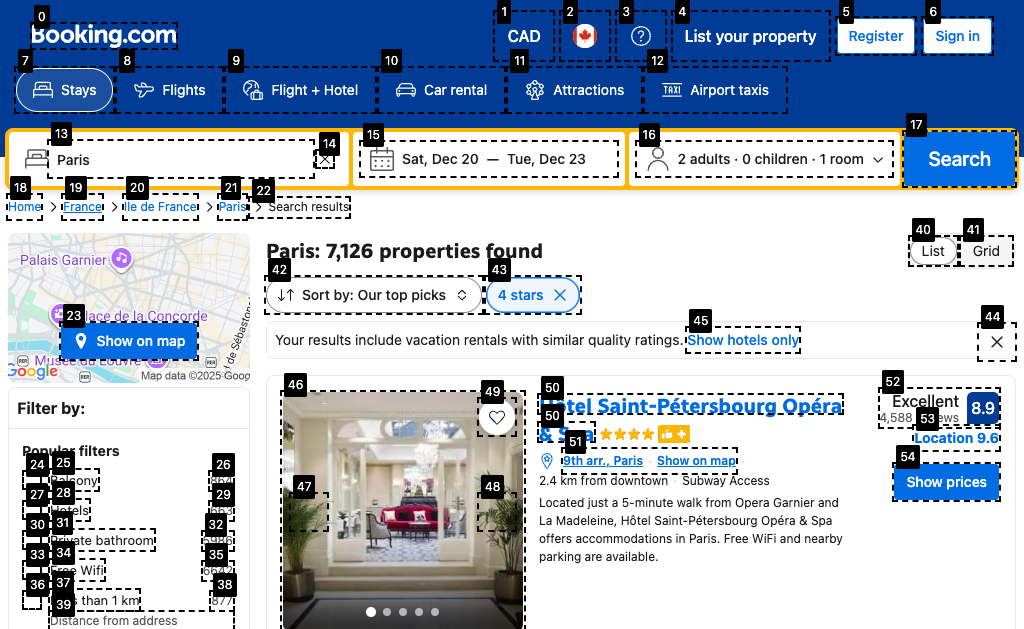 0
Booking.com
1
CAD
2
3
4
List your property
5
Register
6
Sign in
7
Stays
8
Flights
9
Flight + Hotel
10
Car rental
11
Attractions
12
TAXI
Airport taxis
13
Paris
14
15
Sat, Dec 20 — Tue, Dec 23
16
2 adults · 0 children · 1 room
17
Search
18
Home
19
France
20
Ile de France
21
Paris
22
Search results
Palais Garnier
Place de la Concorde
23
Show on map
Musée du Louvre
RER
RER
RER
Google
Map data ©2025 Goog
Paris: 7,126 properties found
40
List
41
Grid
42
Sort by: Our top picks
43
4 stars
44
Your results include vacation rentals with similar quality ratings.
45
Show hotels only
Filter by:
Popular filters
24
25
Balcony
26
27
28
Hotels
29
663
30
31
Private bathroom
32
6986
33
34
Free Wifi
35
6642
36
37
Less than 1 km
38
877
39
Distance from address
46
47
48
49
50
Hôtel Saint-Pétersbourg Opéra
50
& Spa
51
9th arr., Paris
Show on map
2.4 km from downtown · Subway Access
Located just a 5-minute walk from Opera Garnier and
La Madeleine, Hôtel Saint-Pétersbourg Opéra & Spa
offers accommodations in Paris. Free WiFi and nearby
parking are available.
52
Excellent
4,588 reviews
8.9
53
Location 9.6
54
Show prices